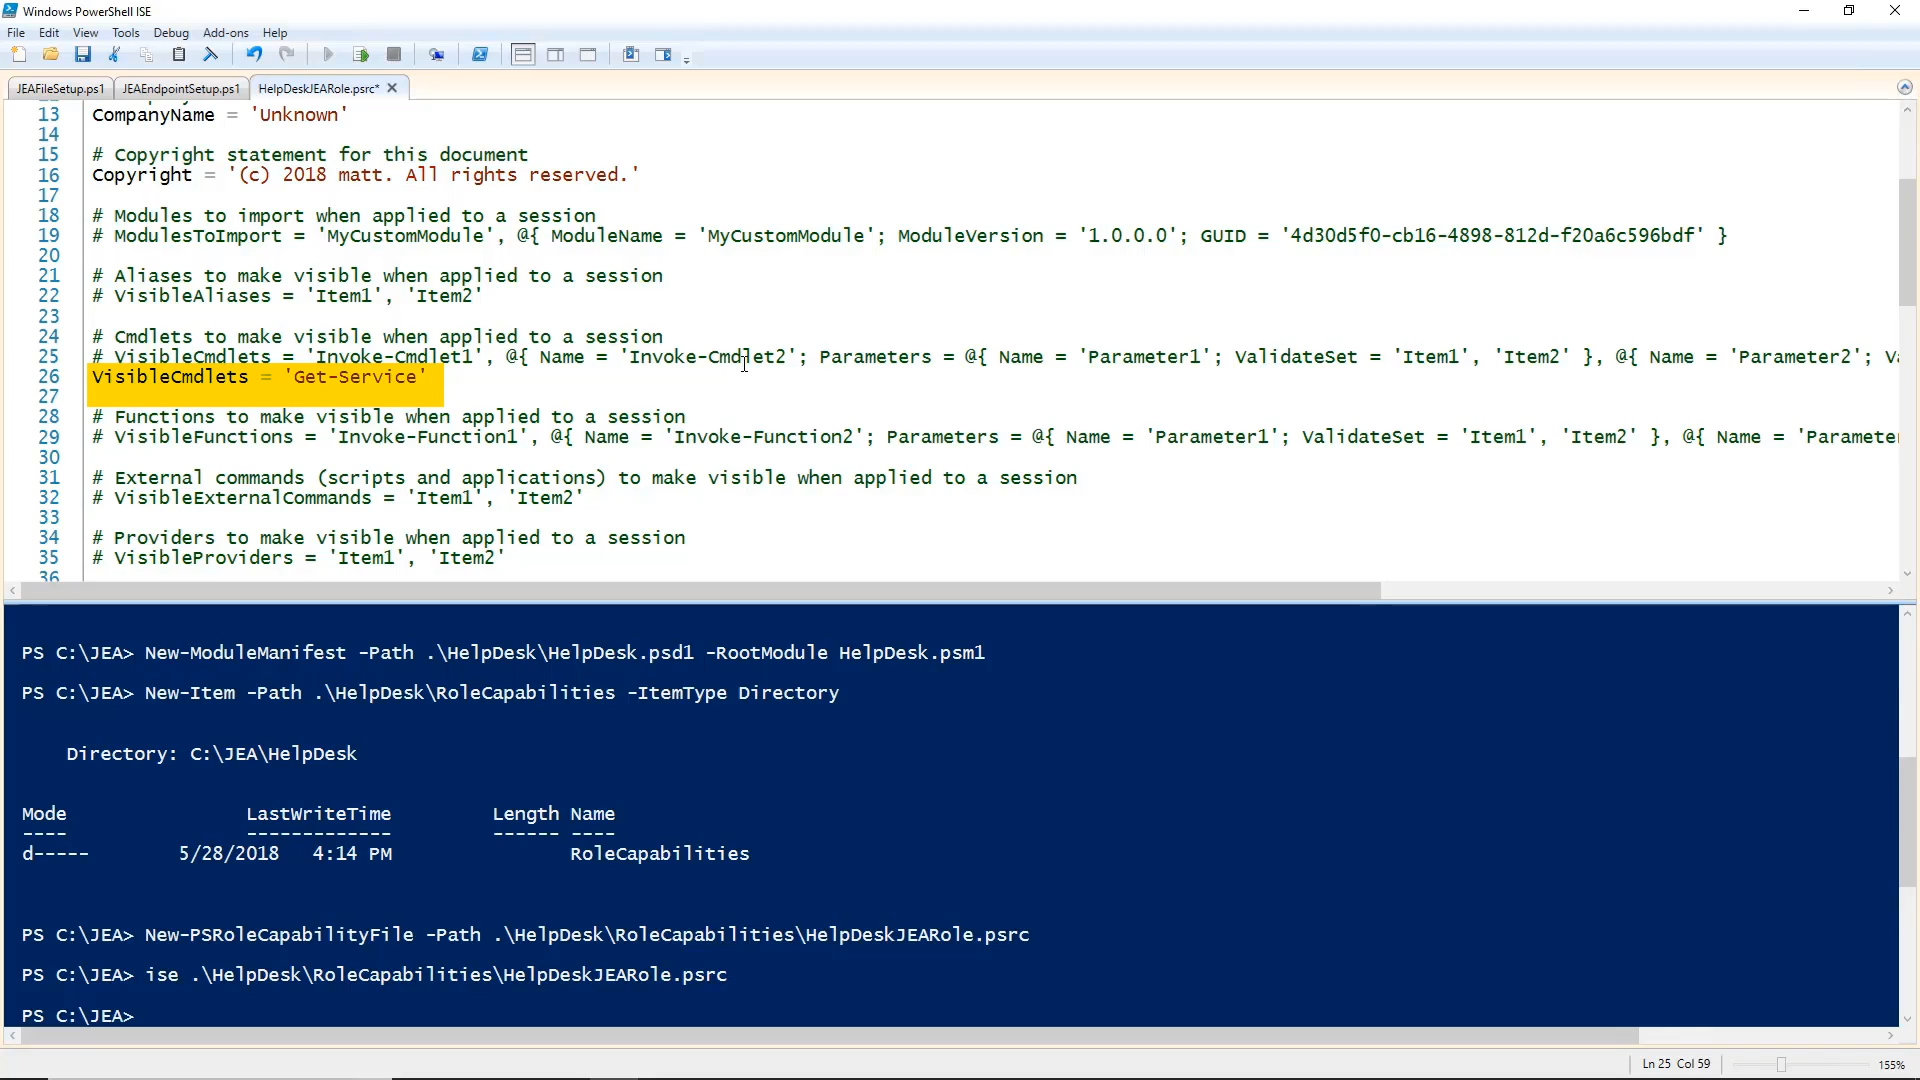 Windows PowerShell ISE
File Edit View Tools Debug Add-ons Help
JEAFileSetup.ps1 JEAEndpointSetup.ps1 HelpDeskJEARole.psrc*
13 CompanyName = 'Unknown'
14
15 # Copyright statement for this document
16 Copyright = '(c) 2018 matt. All rights reserved.'
17
18 # Modules to import when applied to a session
19 # ModulesToImport = 'MyCustomModule', @{ ModuleName = 'MyCustomModule'; ModuleVersion = '1.0.0.0'; GUID = '4d30d5f0-cb16-4898-812d-f20a6c596bdf' }
20
21 # Aliases to make visible when applied to a session
22 # VisibleAliases = 'Item1', 'Item2'
23
24 # Cmdlets to make visible when applied to a session
25 # VisibleCmdlets = 'Invoke-Cmdlet1', @{ Name = 'Invoke-Cmdlet2'; Parameters = @{ Name = 'Parameter1'; ValidateSet = 'Item1', 'Item2' }, @{ Name = 'Parameter2'; Va
26 VisibleCmdlets = 'Get-Service'
27
28 # Functions to make visible when applied to a session
29 # VisibleFunctions = 'Invoke-Function1', @{ Name = 'Invoke-Function2'; Parameters = @{ Name = 'Parameter1'; ValidateSet = 'Item1', 'Item2' }, @{ Name = 'Parameter
30
31 # External commands (scripts and applications) to make visible when applied to a session
32 # VisibleExternalCommands = 'Item1', 'Item2'
33
34 # Providers to make visible when applied to a session
35 # VisibleProviders = 'Item1', 'Item2'
36
PS C:\JEA> New-ModuleManifest -Path .\HelpDesk\HelpDesk.psd1 -RootModule HelpDesk.psm1
PS C:\JEA> New-Item -Path .\HelpDesk\RoleCapabilities -ItemType Directory
Directory: C:\JEA\HelpDesk
Mode LastWriteTime Length Name
---- ------------- ------ ----
d----- 5/28/2018 4:14 PM RoleCapabilities
PS C:\JEA> New-PSRoleCapabilityFile -Path .\HelpDesk\RoleCapabilities\HelpDeskJEARole.psrc
PS C:\JEA> ise .\HelpDesk\RoleCapabilities\HelpDeskJEARole.psrc
PS C:\JEA>
Ln 25 Col 59 155%